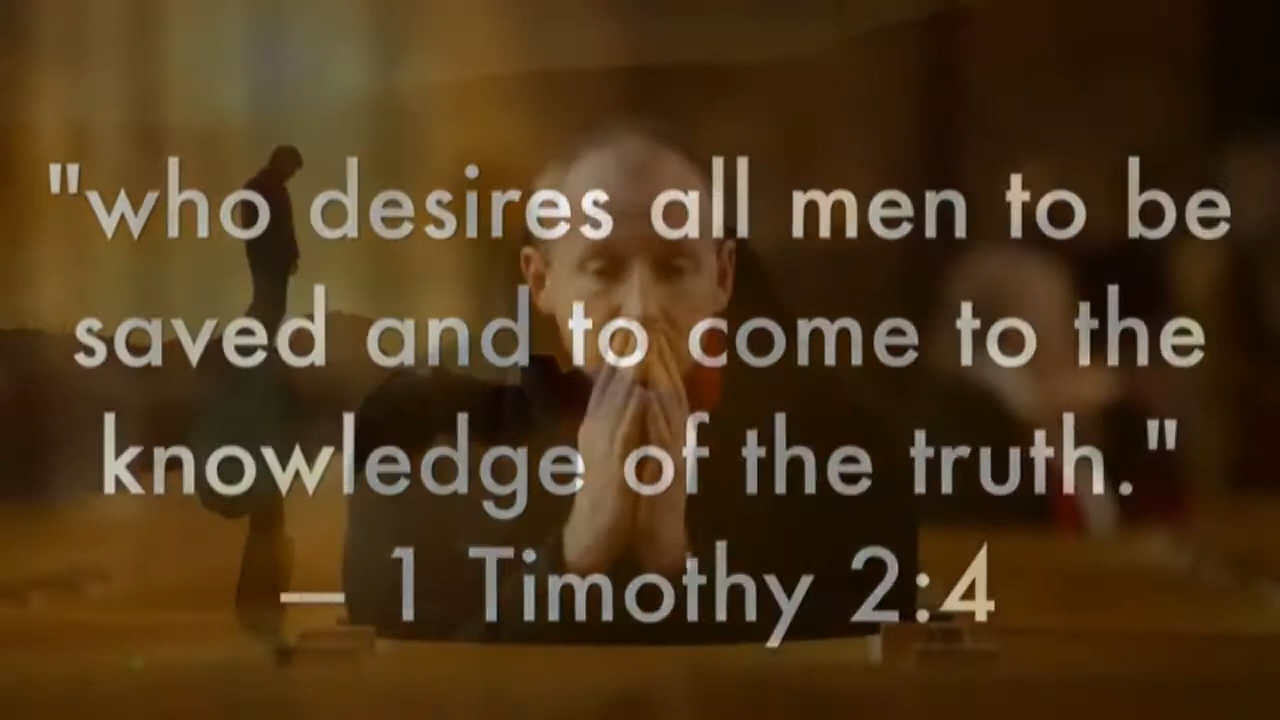 "who desires all men to be
saved and to come to the
knowledge of the truth."
– 1 Timothy 2:4